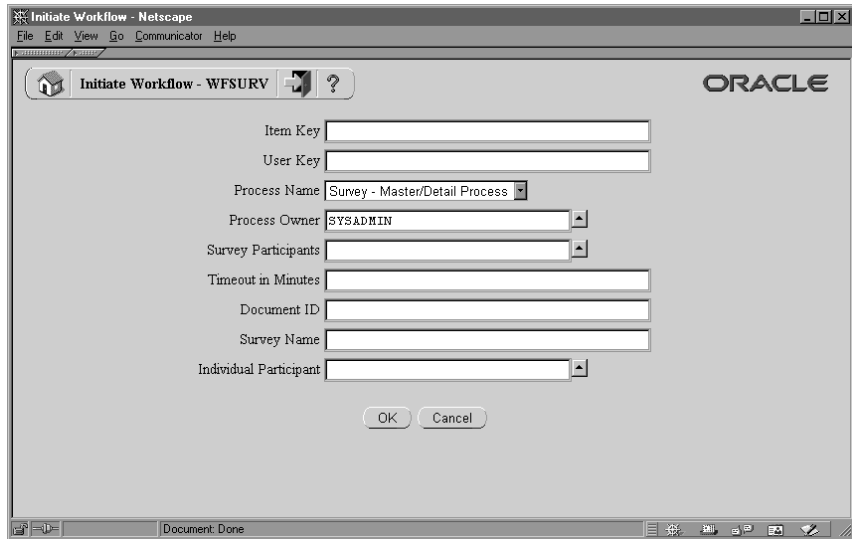 Initiate Workflow - Netscape
File Edit View Go Communicator Help
Initiate Workflow - WFSURV ?
ORACLE
Item Key
User Key
Process Name Survey - Master/Detail Process
Process Owner SYSADMIN
Survey Participants
Timeout in Minutes
Document ID
Survey Name
Individual Participant
OK Cancel
Document: Done